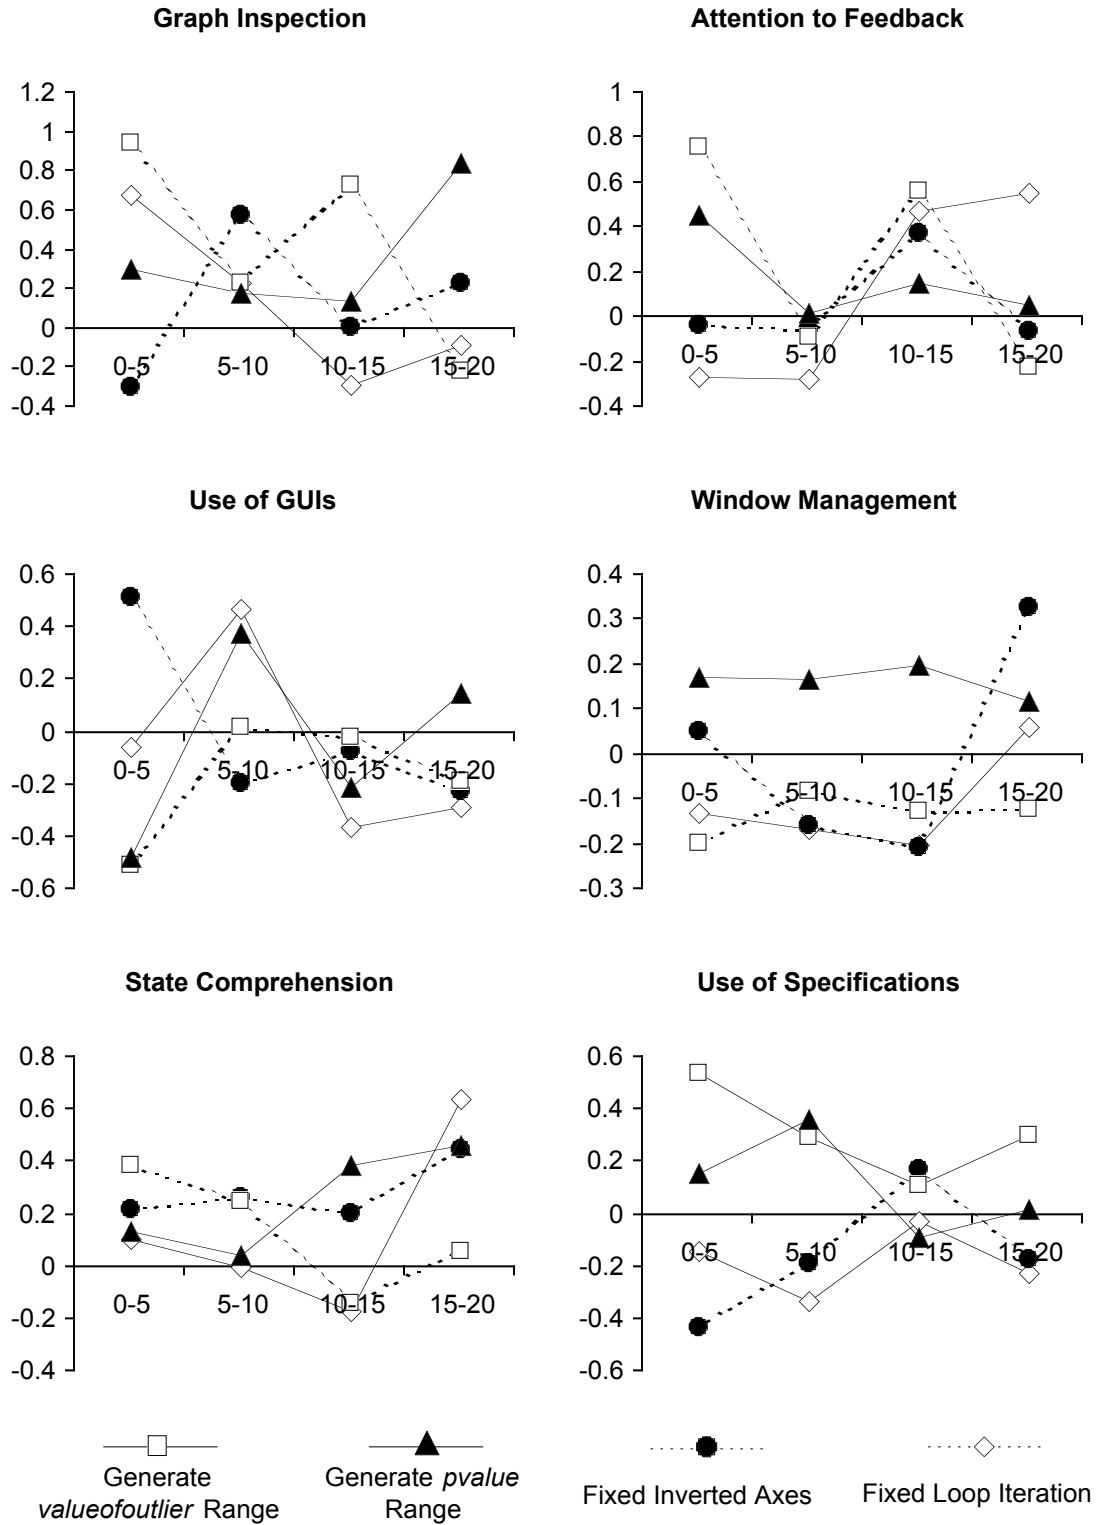 Graph Inspection
1.2
1
0.8
0.6
0.4
0.2
0
-0.2
-0.4
0-5 5-10 10-15 15-20
Attention to Feedback
1
0.8
0.6
0.4
0.2
0
-0.2
-0.4
0-5 5-10 10-15 15-20
Use of GUIs
0.6
0.4
0.2
0
-0.2
-0.4
-0.6
0-5 5-10 10-15 15-20
Window Management
0.4
0.3
0.2
0.1
0
-0.1
-0.2
-0.3
0-5 5-10 10-15 15-20
State Comprehension
0.8
0.6
0.4
0.2
0
-0.2
-0.4
0-5 5-10 10-15 15-20
Use of Specifications
0.6
0.4
0.2
0
-0.2
-0.4
-0.6
0-5 5-10 10-15 15-20
Generate
valueofoutlier Range
Generate pvalue
Range
Fixed Inverted Axes
Fixed Loop Iteration